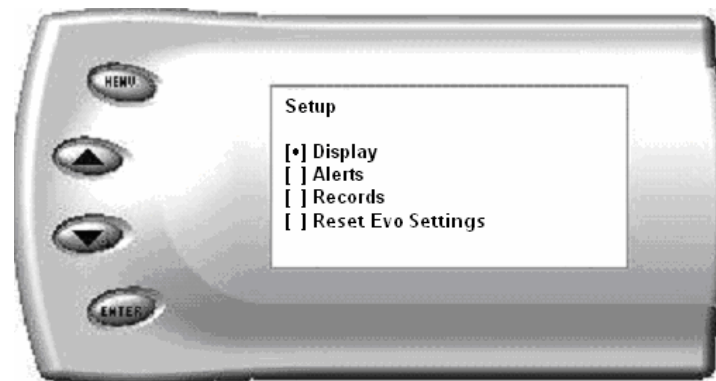 MENU
Setup
[•] Display
[ ] Alerts
[ ] Records
[ ] Reset Evo Settings
ENTER